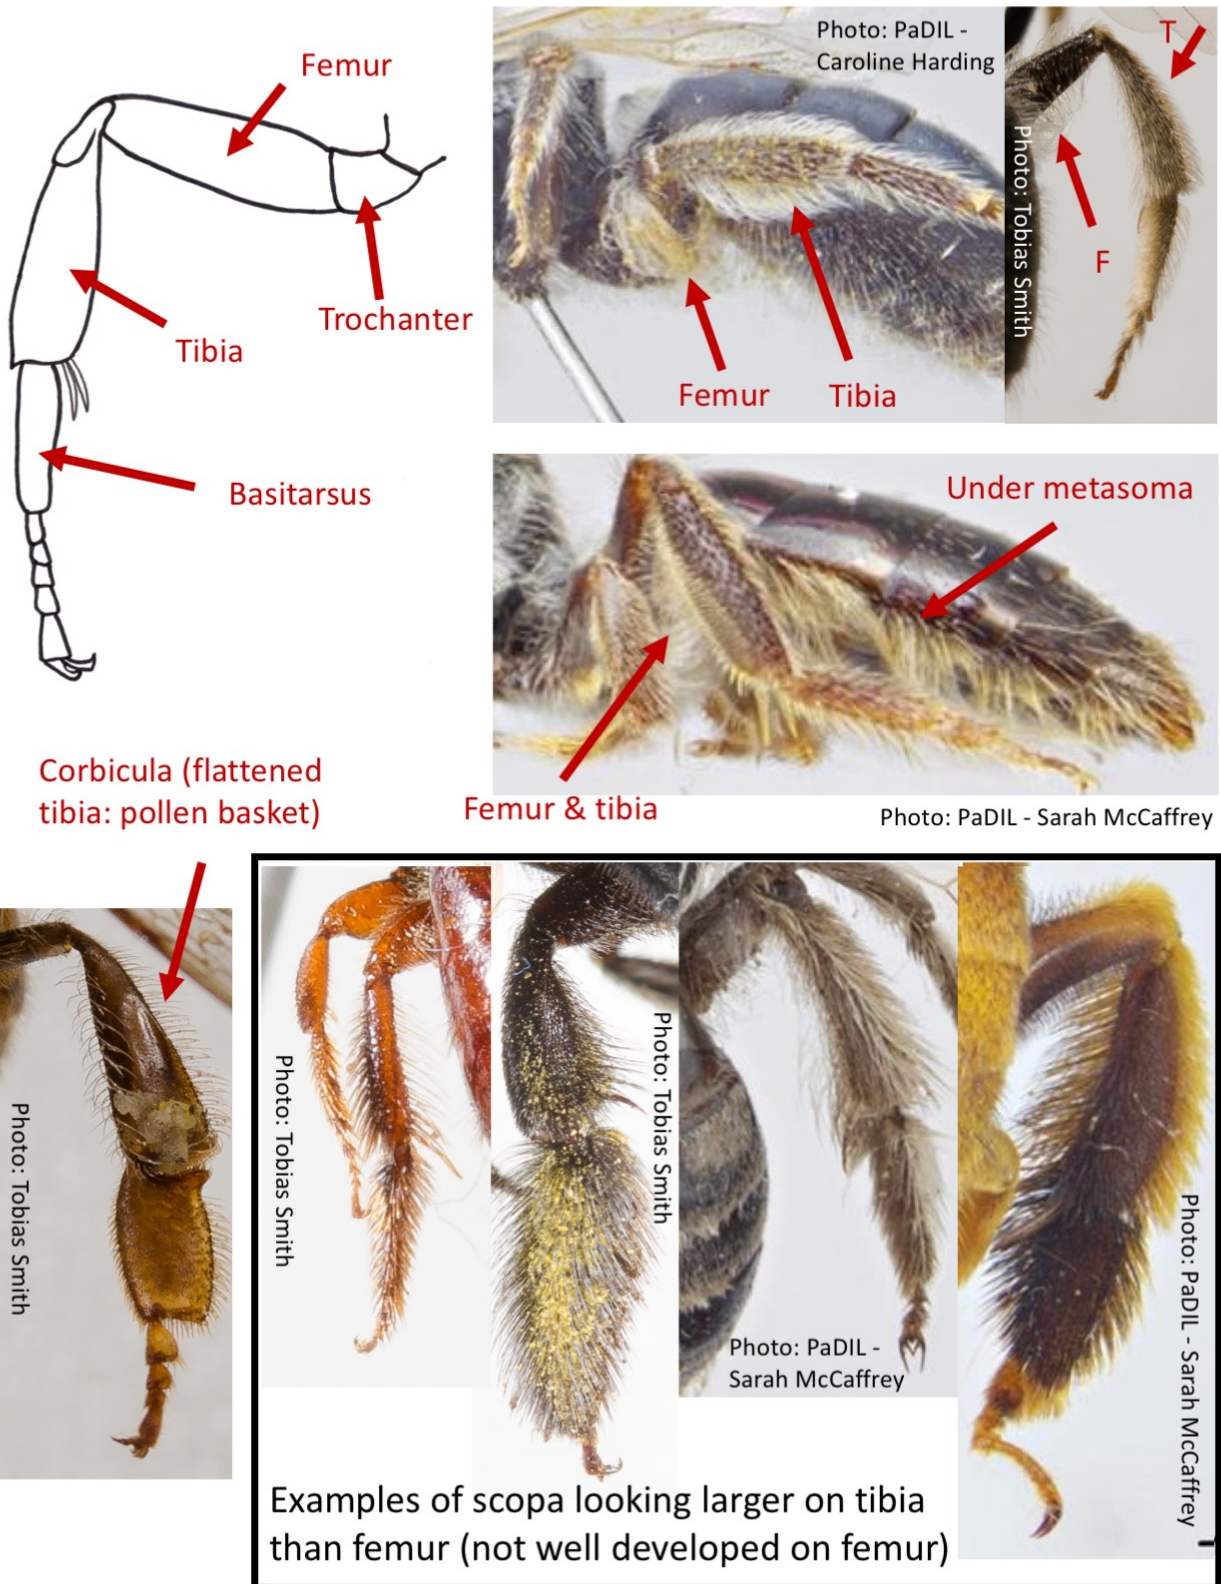 Femur
Trochanter
Tibia
Basitarsus
Photo: PaDIL -
Caroline Harding
Femur
Tibia
T
F
Photo: Tobias Smith
Under metasoma
Femur & tibia
Photo: PaDIL - Sarah McCaffrey
Corbicula (flattened
tibia: pollen basket)
Photo: Tobias Smith
Photo: Tobias Smith
Photo: Tobias Smith
Photo: PaDIL -
Sarah McCaffrey
Photo: PaDIL - Sarah McCaffrey
Examples of scopa looking larger on tibia
than femur (not well developed on femur)